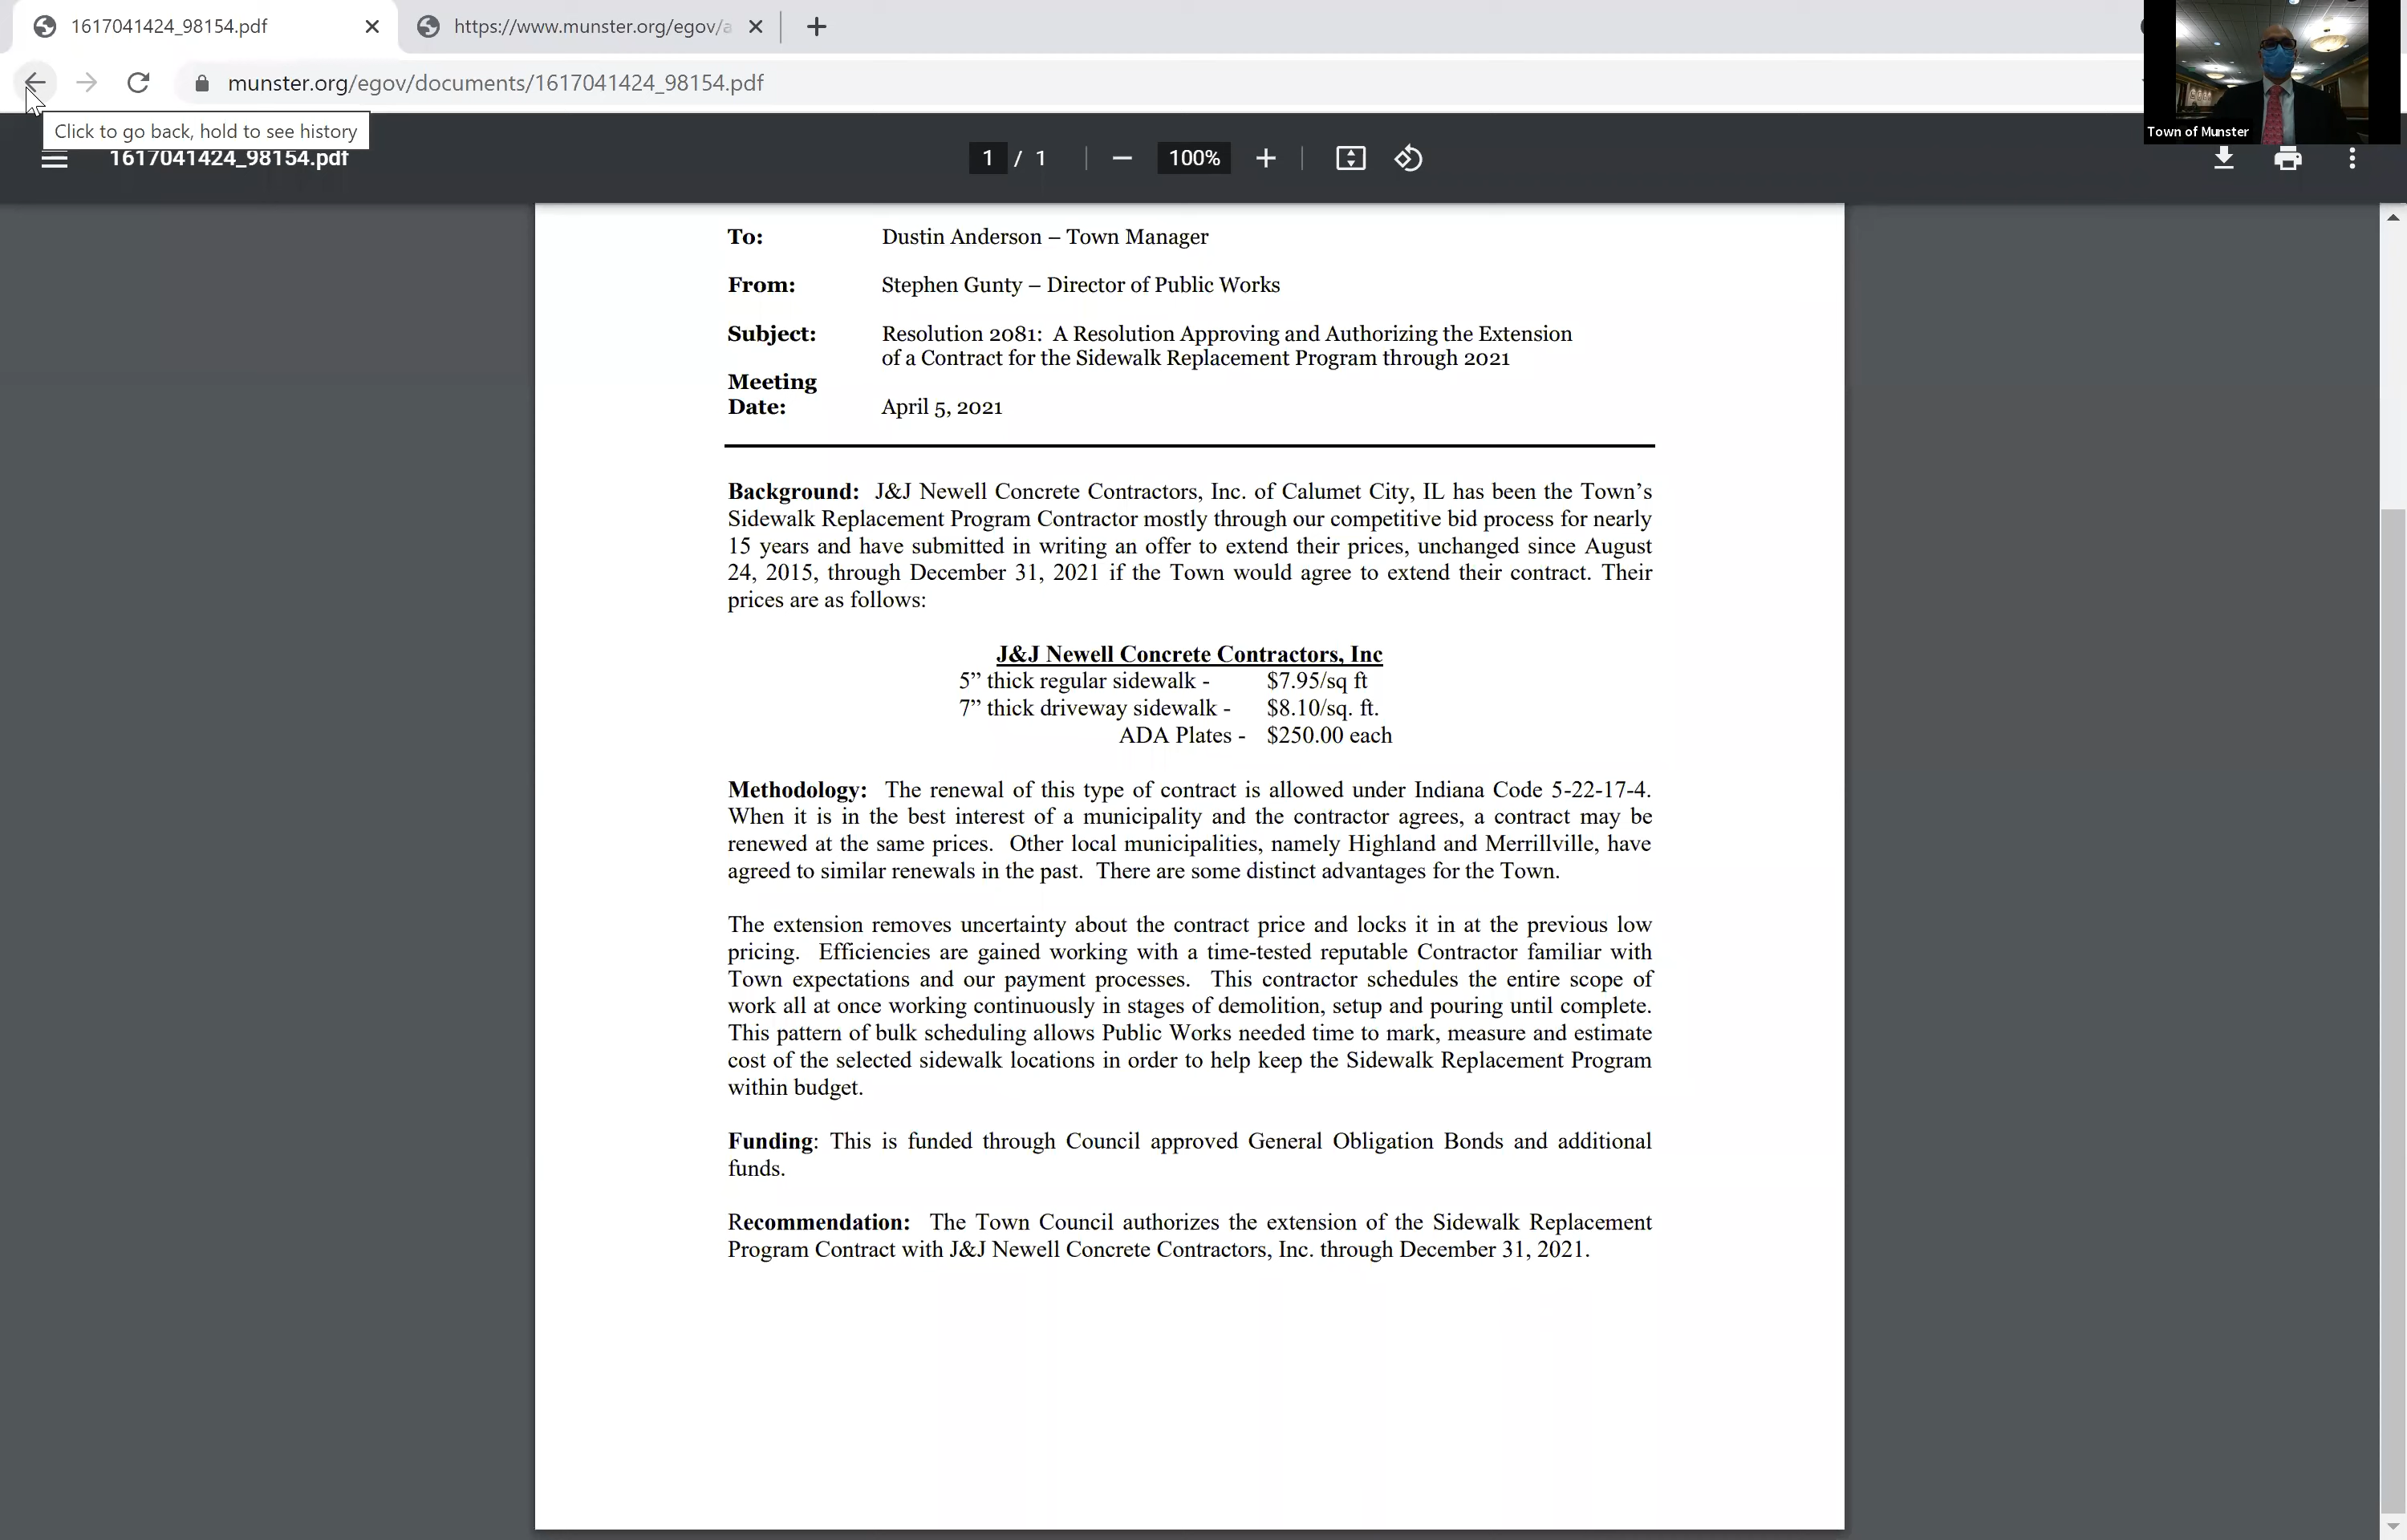 1617041424_98154.pdf
https://www.munster.org/egov/a
munster.org/egov/documents/1617041424_98154.pdf
Click to go back, hold to see history
Town of Munster
1617041424_98154.pdf
1 / 1
100%
To: Dustin Anderson – Town Manager
From: Stephen Gunty – Director of Public Works
Subject: Resolution 2081: A Resolution Approving and Authorizing the Extension
of a Contract for the Sidewalk Replacement Program through 2021
Meeting
Date: April 5, 2021
Background: J&J Newell Concrete Contractors, Inc. of Calumet City, IL has been the Town’s
Sidewalk Replacement Program Contractor mostly through our competitive bid process for nearly
15 years and have submitted in writing an offer to extend their prices, unchanged since August
24, 2015, through December 31, 2021 if the Town would agree to extend their contract. Their
prices are as follows:
J&J Newell Concrete Contractors, Inc
5” thick regular sidewalk - $7.95/sq ft
7” thick driveway sidewalk - $8.10/sq. ft.
ADA Plates - $250.00 each
Methodology: The renewal of this type of contract is allowed under Indiana Code 5-22-17-4.
When it is in the best interest of a municipality and the contractor agrees, a contract may be
renewed at the same prices. Other local municipalities, namely Highland and Merrillville, have
agreed to similar renewals in the past. There are some distinct advantages for the Town.
The extension removes uncertainty about the contract price and locks it in at the previous low
pricing. Efficiencies are gained working with a time-tested reputable Contractor familiar with
Town expectations and our payment processes. This contractor schedules the entire scope of
work all at once working continuously in stages of demolition, setup and pouring until complete.
This pattern of bulk scheduling allows Public Works needed time to mark, measure and estimate
cost of the selected sidewalk locations in order to help keep the Sidewalk Replacement Program
within budget.
Funding: This is funded through Council approved General Obligation Bonds and additional
funds.
Recommendation: The Town Council authorizes the extension of the Sidewalk Replacement
Program Contract with J&J Newell Concrete Contractors, Inc. through December 31, 2021.